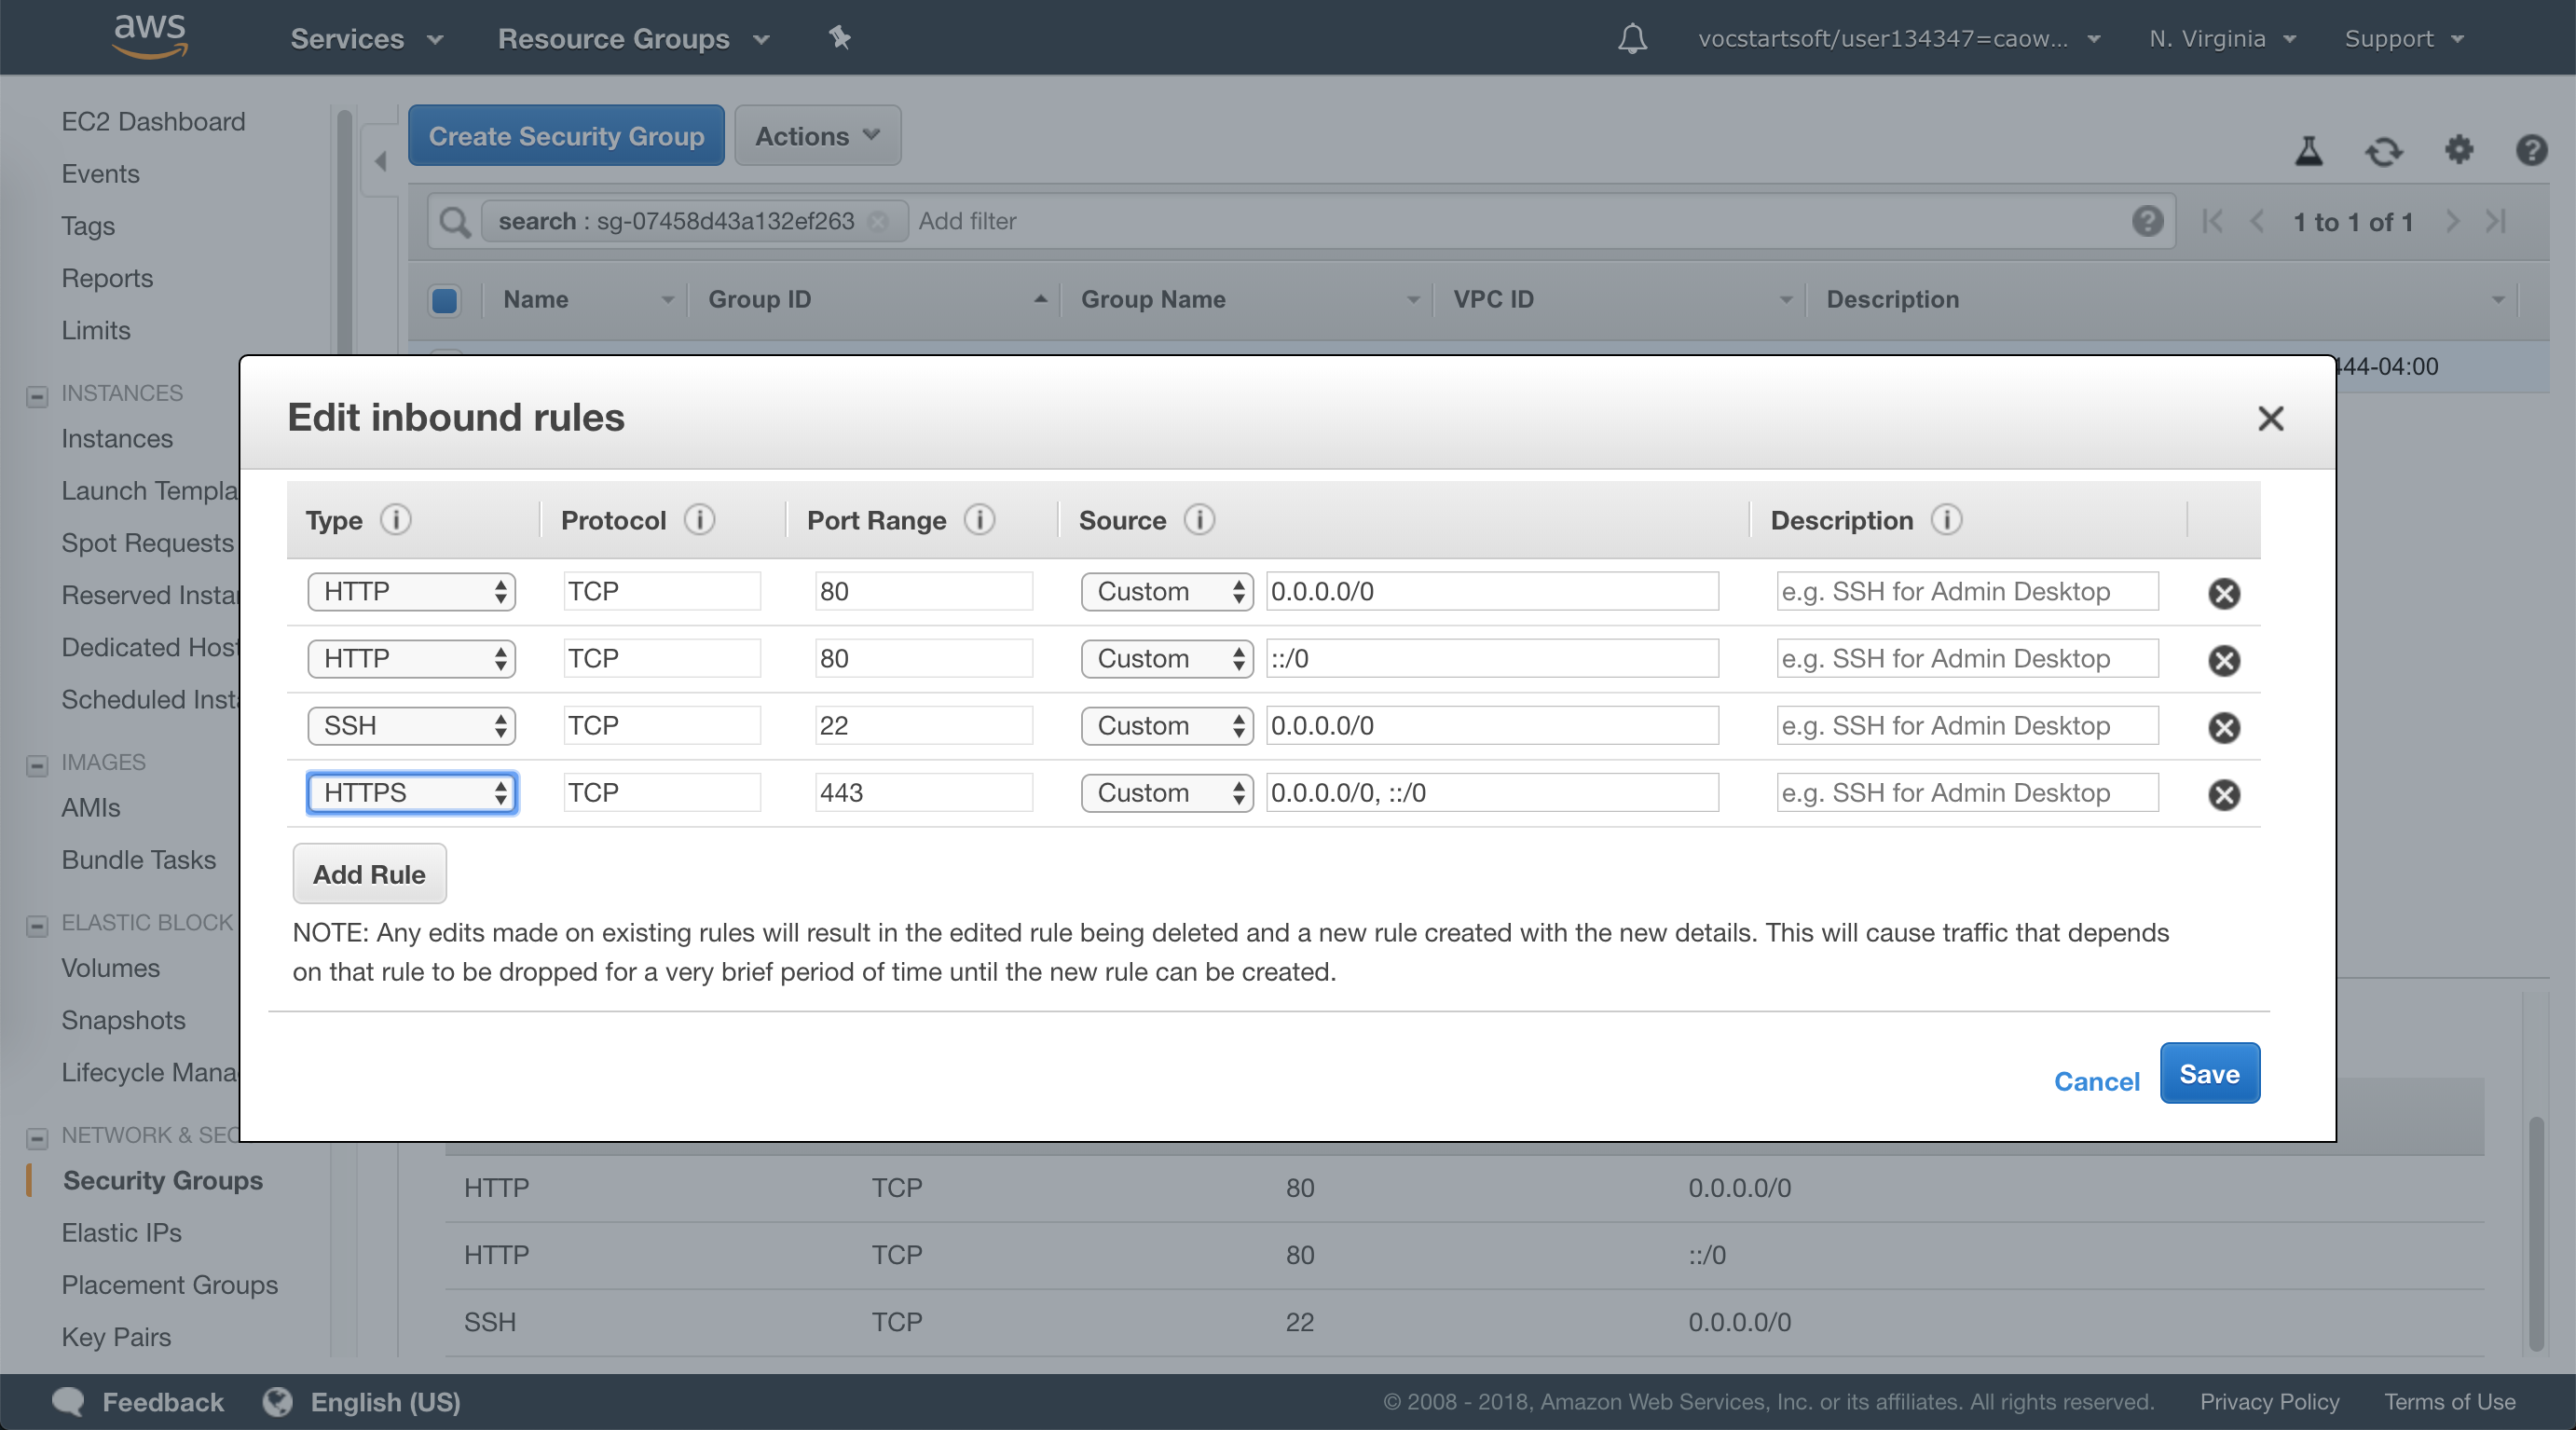 aws Services Resource Groups vocstartsoft/user134347=caow... N. Virginia Support
EC2 Dashboard
Events
Tags
Reports
Limits
INSTANCES
Instances
Launch Templa
Spot Requests
Reserved Insta
Dedicated Host
Scheduled Inst
IMAGES
AMIs
Bundle Tasks
ELASTIC BLOCK
Volumes
Snapshots
Lifecycle Mana
NETWORK & SEC
Security Groups
Elastic IPs
Placement Groups
Key Pairs
Create Security Group Actions
search : sg-07458d43a132ef263 Add filter 1 to 1 of 1
Name Group ID Group Name VPC ID Description
444-04:00
Edit inbound rules
Type Protocol Port Range Source Description
HTTP TCP 80 Custom 0.0.0.0/0 e.g. SSH for Admin Desktop
HTTP TCP 80 Custom ::/0 e.g. SSH for Admin Desktop
SSH TCP 22 Custom 0.0.0.0/0 e.g. SSH for Admin Desktop
HTTPS TCP 443 Custom 0.0.0.0/0, ::/0 e.g. SSH for Admin Desktop
Add Rule
NOTE: Any edits made on existing rules will result in the edited rule being deleted and a new rule created with the new details. This will cause traffic that depends
on that rule to be dropped for a very brief period of time until the new rule can be created.
Cancel Save
HTTP TCP 80 0.0.0.0/0
HTTP TCP 80 ::/0
SSH TCP 22 0.0.0.0/0
Feedback English (US) © 2008 - 2018, Amazon Web Services, Inc. or its affiliates. All rights reserved. Privacy Policy Terms of Use